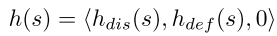 h(s) = ⟨h_{dis}(s), h_{def}(s), 0⟩